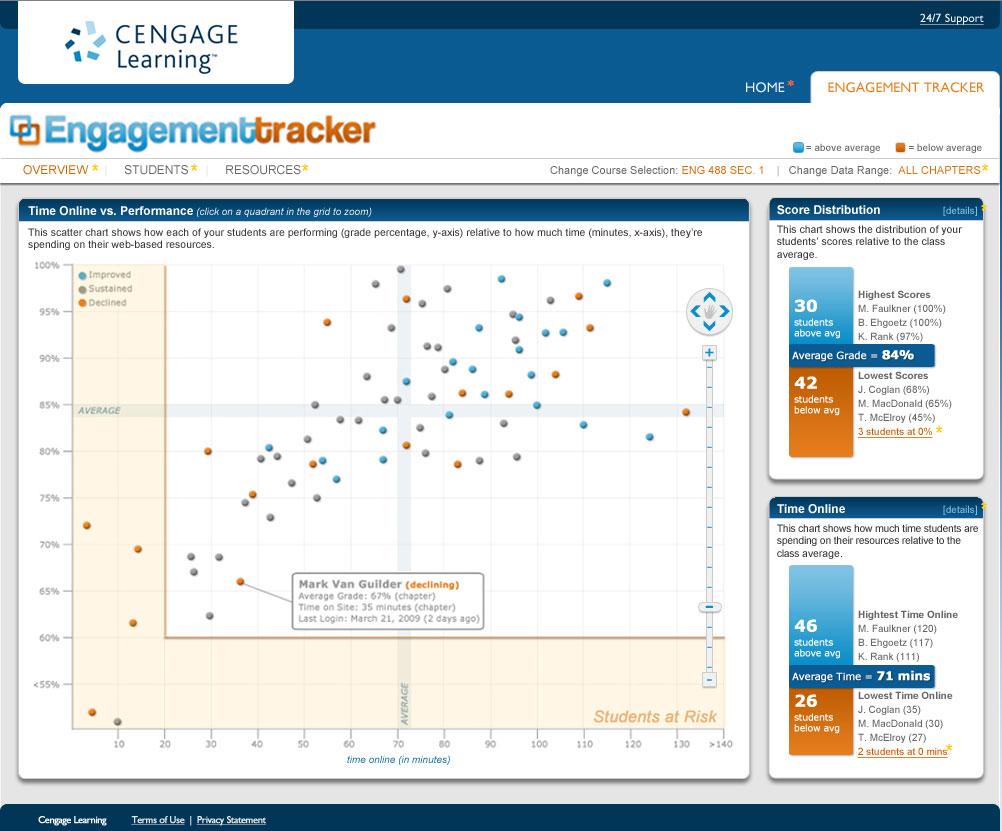 24/7 Support
CENGAGE
Learning™
HOME *
ENGAGEMENT TRACKER
Engagementtracker
= above average
= below average
OVERVIEW *
STUDENTS *
RESOURCES *
Change Course Selection: ENG 488 SEC. 1 | Change Data Range: ALL CHAPTERS *
Time Online vs. Performance (click on a quadrant in the grid to zoom)
This scatter chart shows how each of your students are performing (grade percentage, y-axis) relative to how much time (minutes, x-axis), they're
spending on their web-based resources.
100%
95%
90%
85%
80%
75%
70%
65%
60%
<55%
Improved
Sustained
Declined
AVERAGE
Mark Van Guilder (declining)
Average Grade: 67% (chapter)
Time on Site: 35 minutes (chapter)
Last Login: March 21, 2009 (2 days ago)
AVERAGE
Students at Risk
10 20 30 40 50 60 70 80 90 100 110 120 130 >140
time online (in minutes)
Score Distribution
[details] *
This chart shows the distribution of your
students' scores relative to the class
average.
30
students
above avg
Highest Scores
M. Faulkner (100%)
B. Ehgoetz (100%)
K. Rank (97%)
Average Grade = 84%
42
students
below avg
Lowest Scores
J. Coglan (68%)
M. MacDonald (65%)
T. McElroy (45%)
3 students at 0% *
Time Online
[details] *
This chart shows how much time students are
spending on their resources relative to the
class average.
46
students
above avg
Hightest Time Online
M. Faulkner (120)
B. Ehgoetz (117)
K. Rank (111)
Average Time = 71 mins
26
students
below avg
Lowest Time Online
J. Coglan (35)
M. MacDonald (30)
T. McElroy (27)
2 students at 0 mins *
Cengage Learning
Terms of Use | Privacy Statement